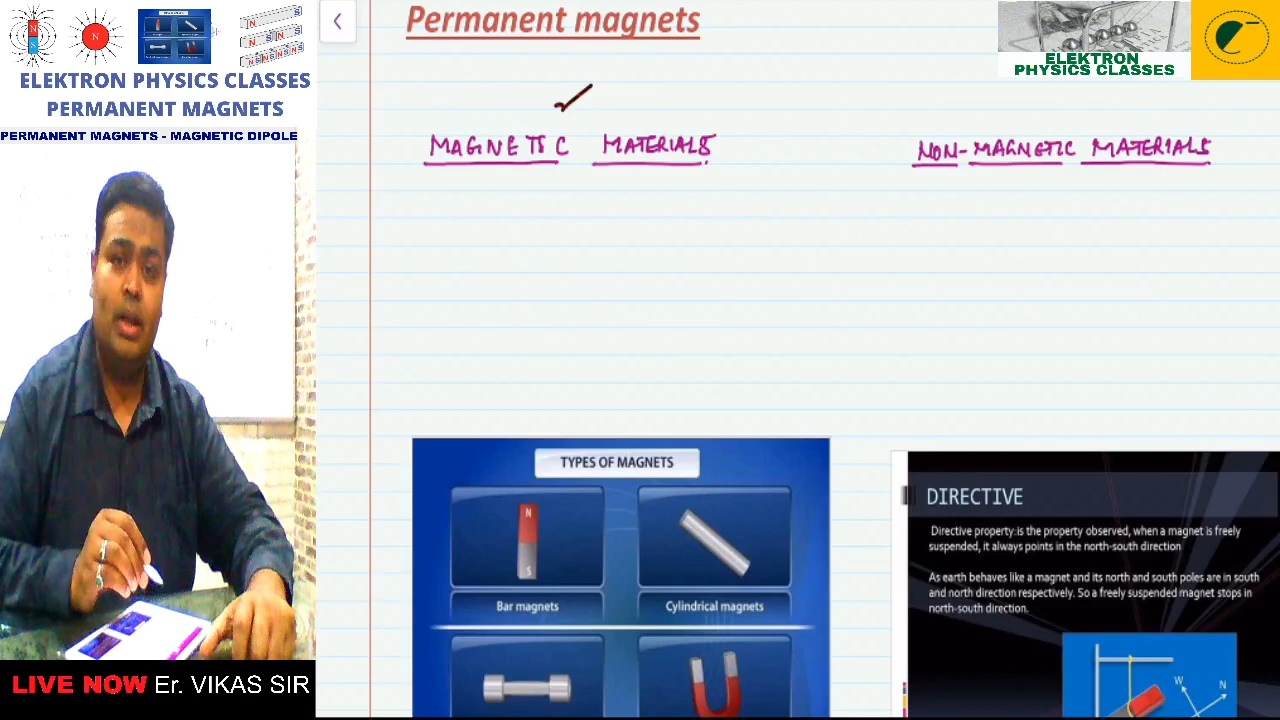 ELEKTRON PHYSICS CLASSES
PERMANENT MAGNETS
PERMANENT MAGNETS - MAGNETIC DIPOLE
LIVE NOW Er. VIKAS SIR
Permanent magnets
ELEKTRON
PHYSICS CLASSES
MAGNETIC MATERIALS
NON-MAGNETIC MATERIALS
TYPES OF MAGNETS
N
S
Bar magnets
Cylindrical magnets
DIRECTIVE
Directive property:is the property observed, when a magnet is freely
suspended, it always points in the north-south direction
As earth behaves like a magnet and its north and south poles are in south
and north direction respectively. So a freely suspended magnet stops in
north-south direction.
W
N